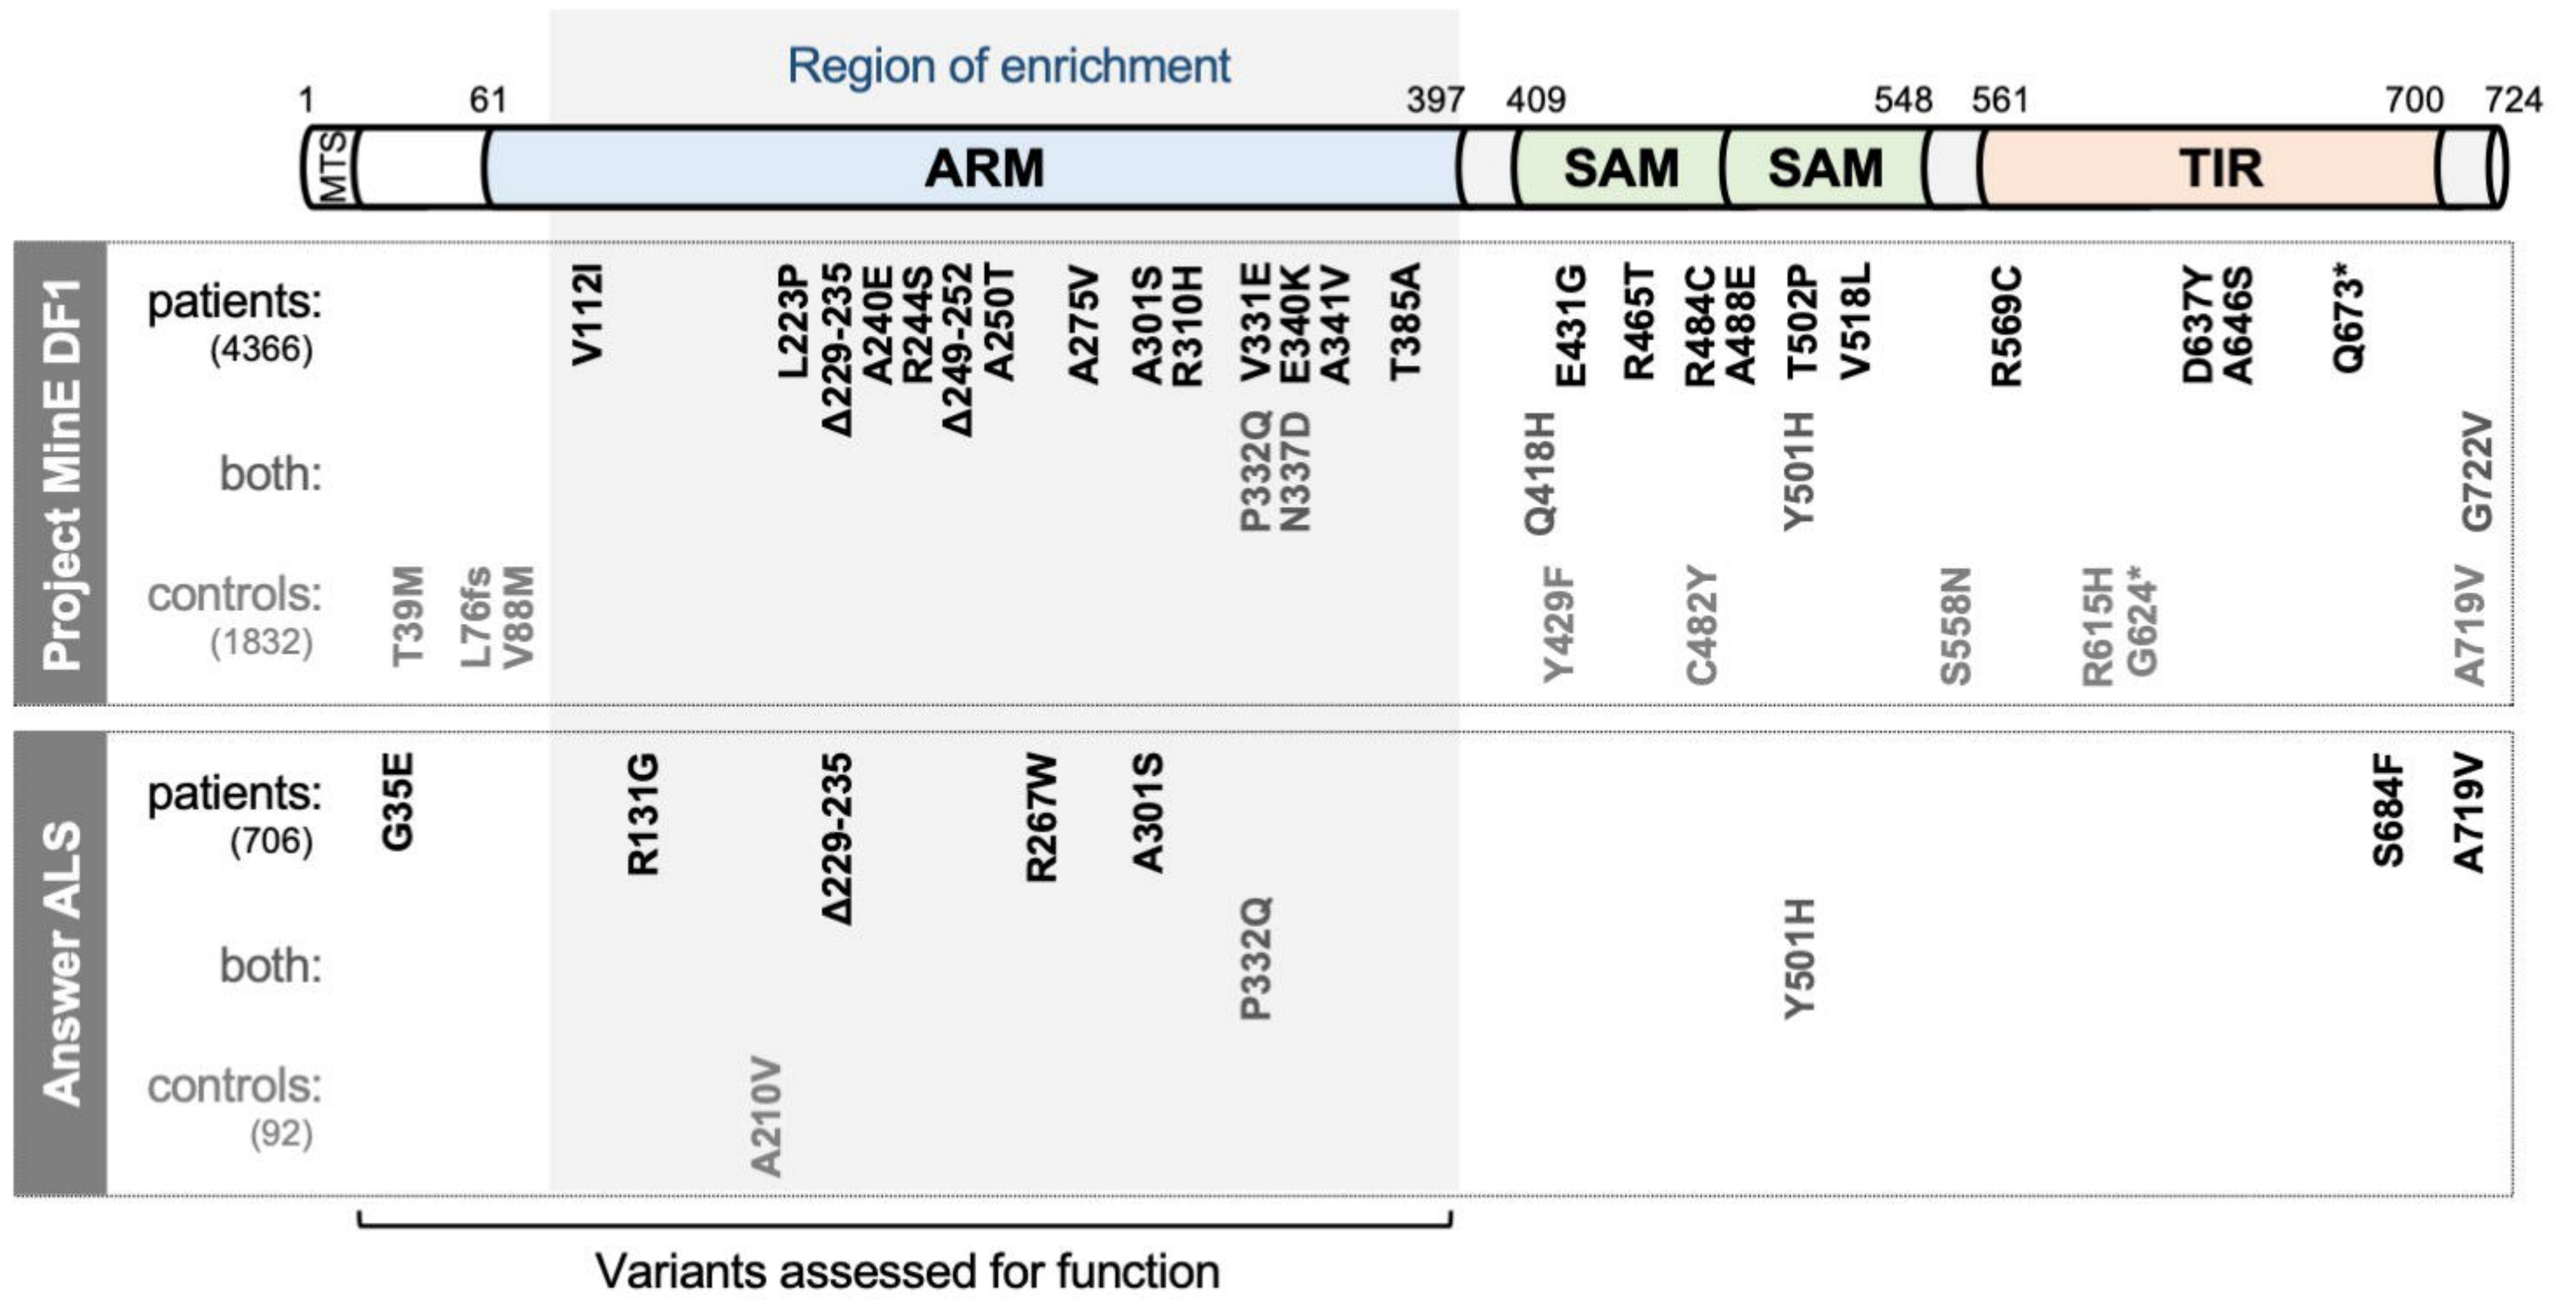 Region of enrichment
1 61 397 409 548 561 700 724
MTS ARM SAM SAM TIR
Project MinE DF1
patients:
(4366)
V112I L223P Δ229-235 A240E R244S Δ249-252 A250T A275V A301S R310H V331E E340K A341V T385A E431G R465T R484C A488E T502P V518L R569C D637Y A646S Q673*
both:
P332Q N337D Q418H Y501H G722V
controls:
(1832)
T39M L76fs V88M Y429F C482Y S558N R615H G624* A719V
Answer ALS
patients:
(706)
G35E R131G Δ229-235 R267W A301S S684F A719V
both:
P332Q Y501H
controls:
(92)
A210V
Variants assessed for function